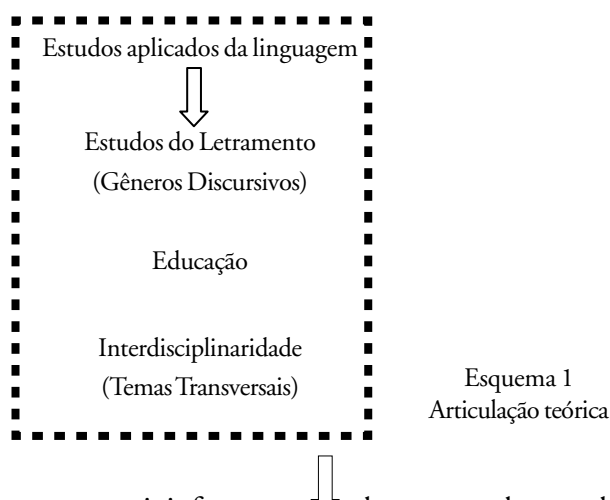 Estudos aplicados da linguagem
Estudos do Letramento
(Gêneros Discursivos)
Educação
Interdisciplinaridade
(Temas Transversais)
Esquema 1
Articulação teórica